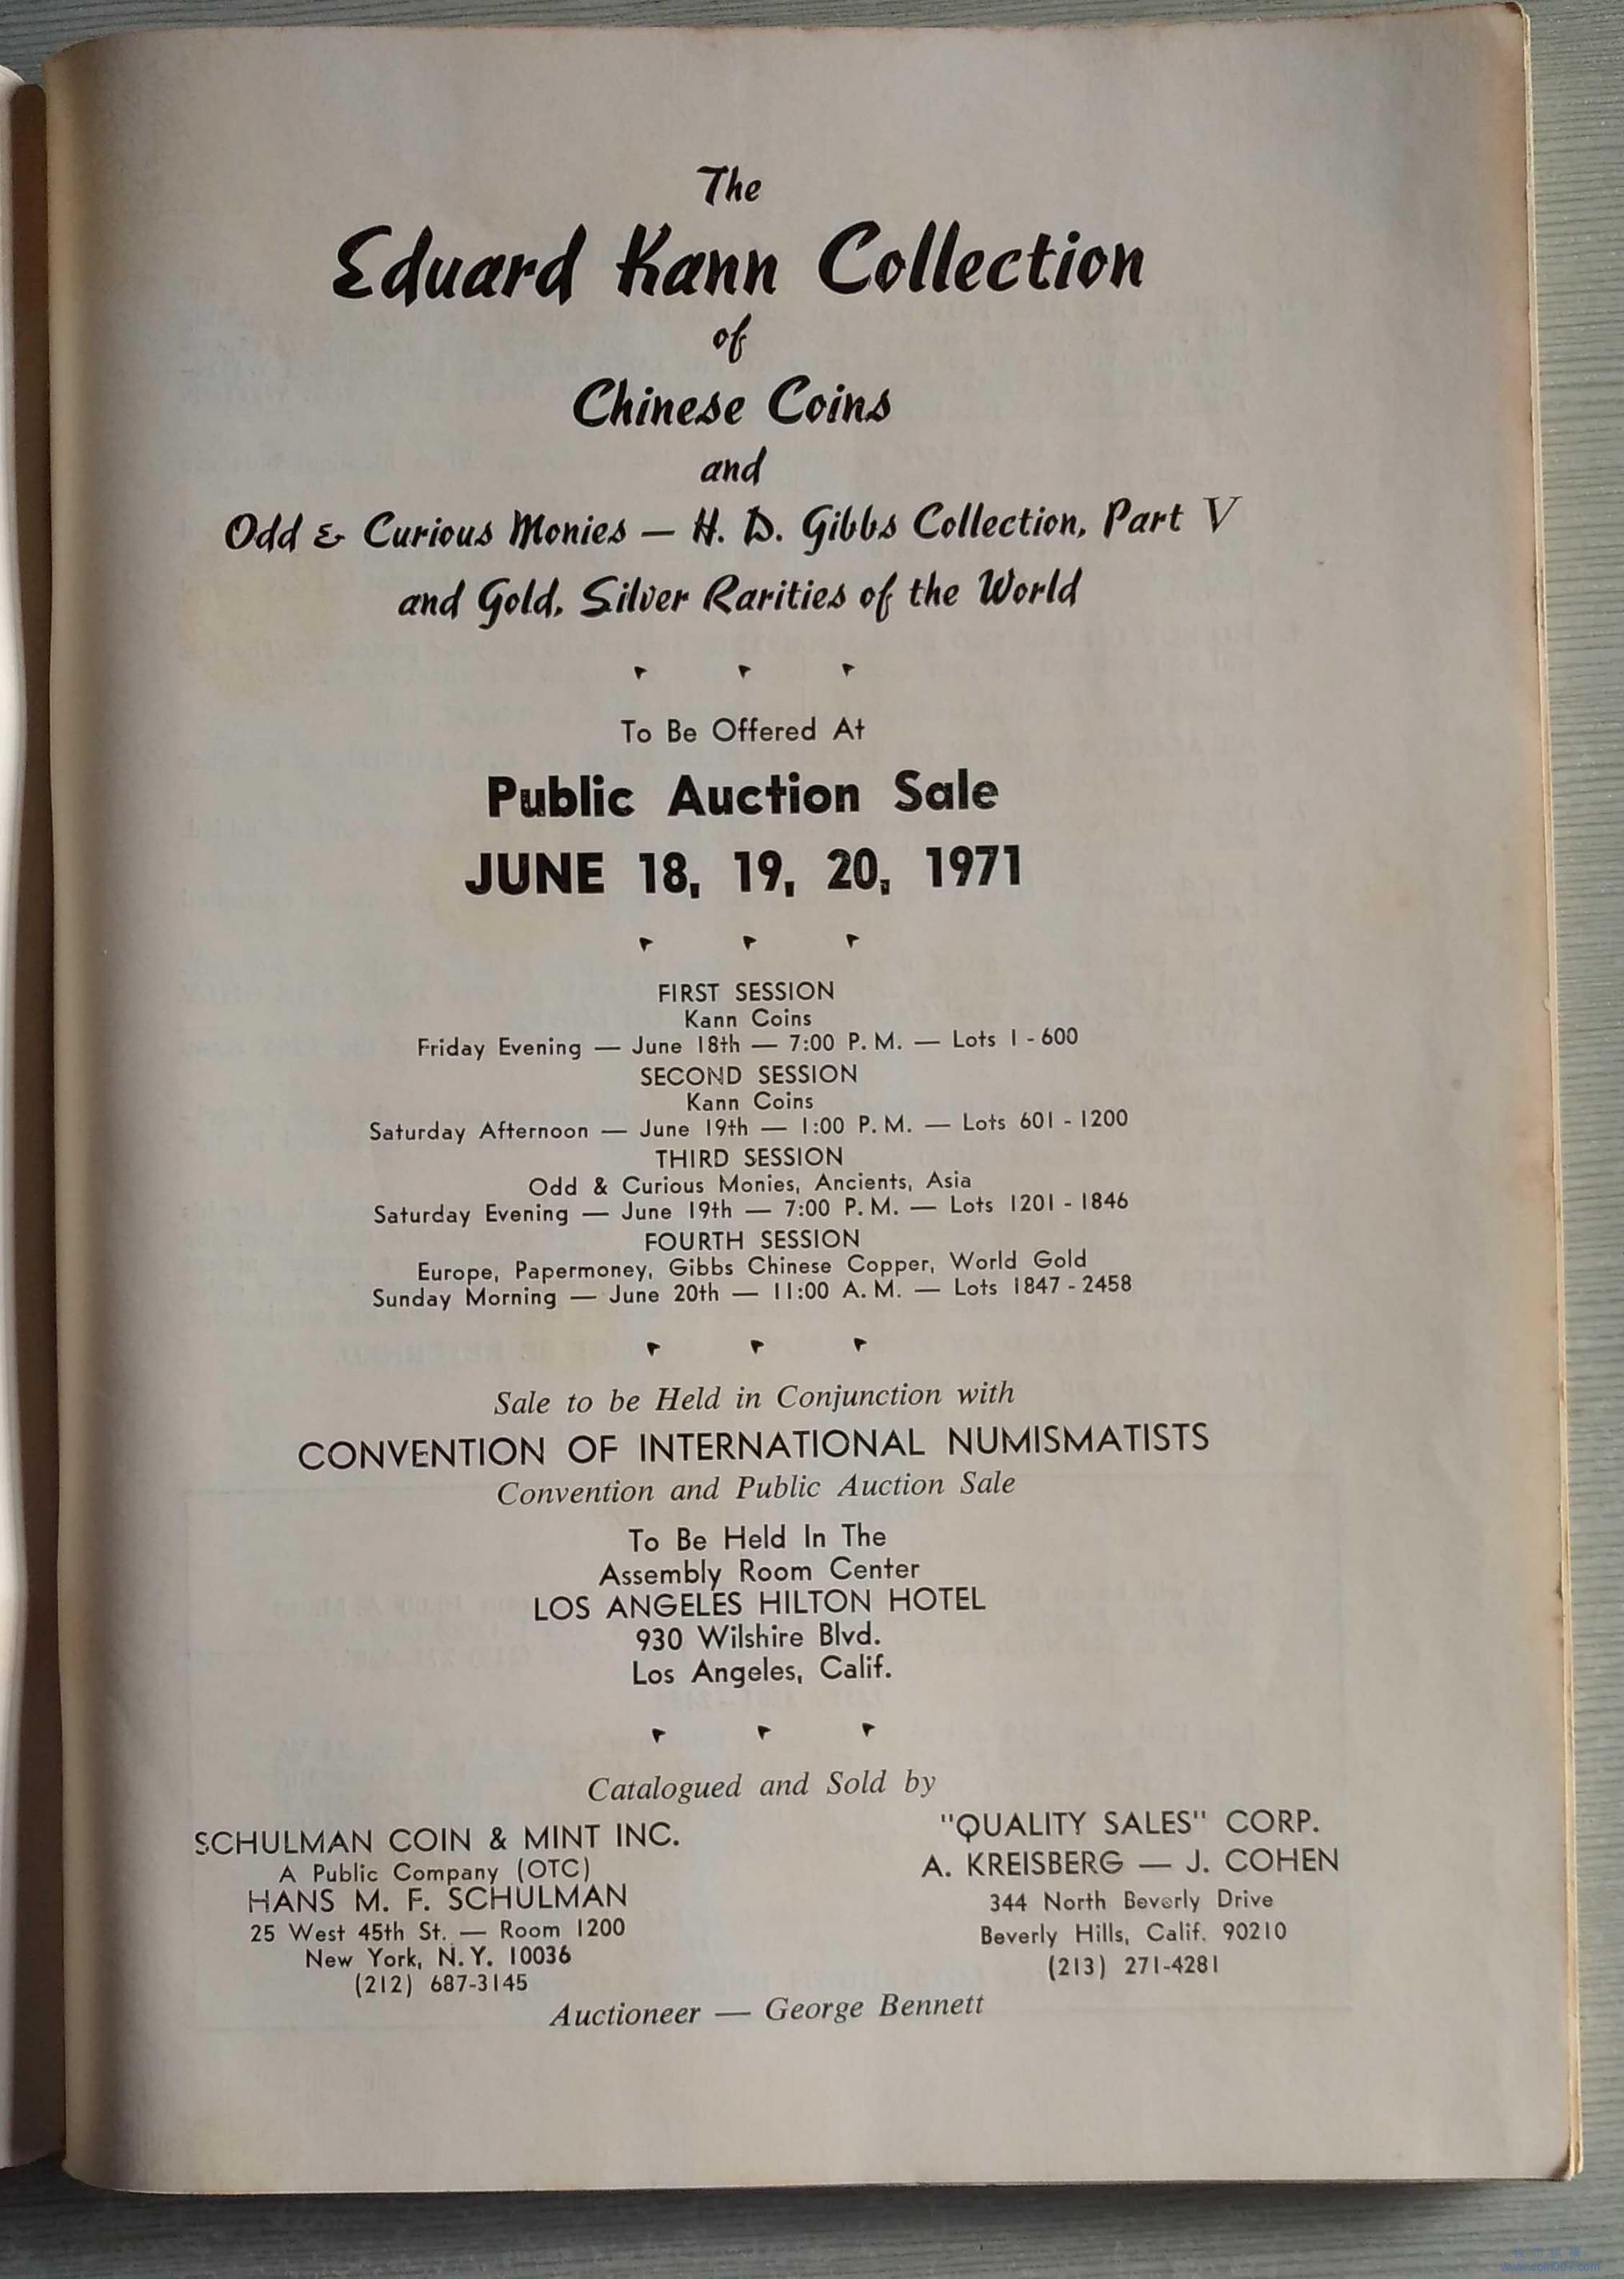 The
Eduard Kann Collection
of
Chinese Coins
and
Odd & Curious Monies — H. D. Gibbs Collection, Part V
and Gold, Silver Rarities of the World
To Be Offered At
Public Auction Sale
JUNE 18, 19, 20, 1971
FIRST SESSION
Kann Coins
Friday Evening — June 18th — 7:00 P. M. — Lots 1 - 600
SECOND SESSION
Kann Coins
Saturday Afternoon — June 19th — 1:00 P. M. — Lots 601 - 1200
THIRD SESSION
Odd & Curious Monies, Ancients, Asia
Saturday Evening — June 19th — 7:00 P. M. — Lots 1201 - 1846
FOURTH SESSION
Europe, Papermoney, Gibbs Chinese Copper, World Gold
Sunday Morning — June 20th — 11:00 A. M. — Lots 1847 - 2458
Sale to be Held in Conjunction with
CONVENTION OF INTERNATIONAL NUMISMATISTS
Convention and Public Auction Sale
To Be Held In The
Assembly Room Center
LOS ANGELES HILTON HOTEL
930 Wilshire Blvd.
Los Angeles, Calif.
Catalogued and Sold by
SCHULMAN COIN & MINT INC.
A Public Company (OTC)
HANS M. F. SCHULMAN
25 West 45th St. — Room 1200
New York, N. Y. 10036
(212) 687-3145
"QUALITY SALES" CORP.
A. KREISBERG — J. COHEN
344 North Beverly Drive
Beverly Hills, Calif. 90210
(213) 271-4281
Auctioneer — George Bennett